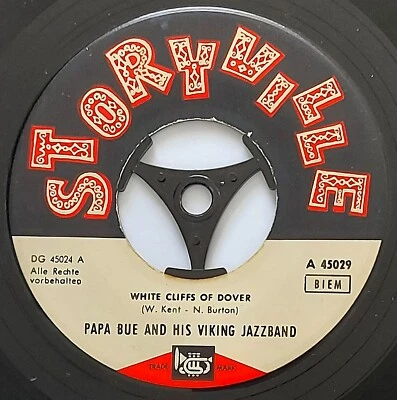 STORYVILLE
DG 45024 A
Alle Rechte
vorbehalten
A 45029
BIEM
WHITE CLIFFS OF DOVER
(W. Kent - N. Burton)
PAPA BUE AND HIS VIKING JAZZBAND
TRADE MARK